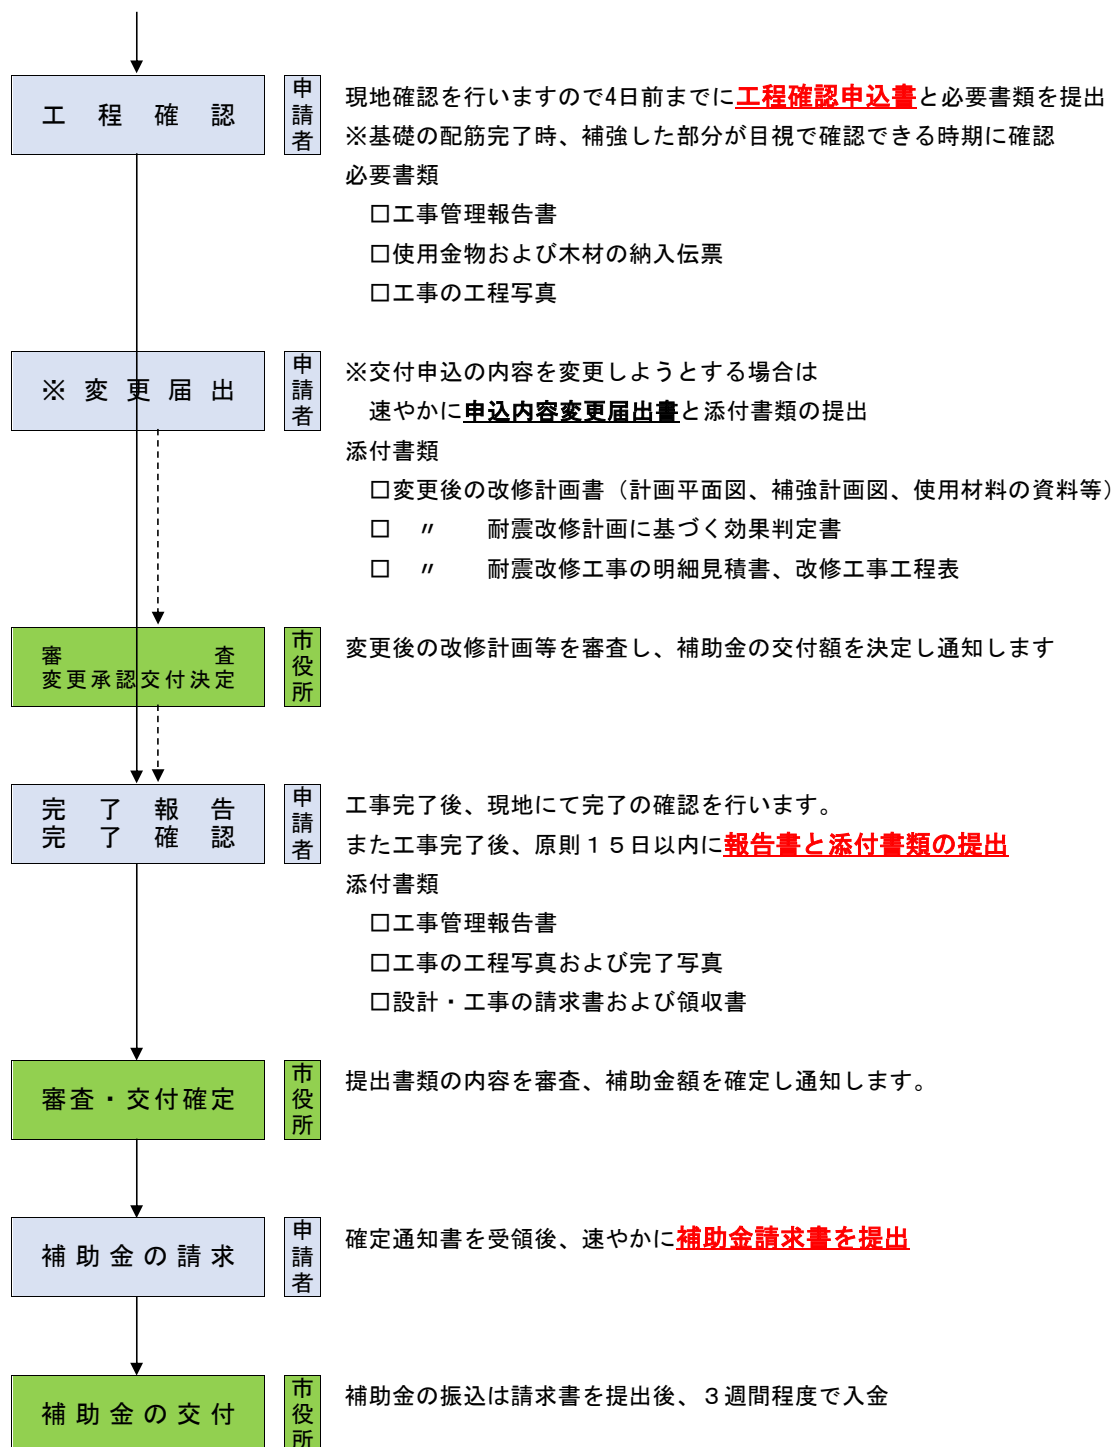 工程確認
申請者
現地確認を行いますので4日前までに工程確認申込書と必要書類を提出
※基礎の配筋完了時、補強した部分が目視で確認できる時期に確認
必要書類
□工事管理報告書
□使用金物および木材の納入伝票
□工事の工程写真
※変更届出
申請者
※交付申込の内容を変更しようとする場合は
速やかに申込内容変更届出書と添付書類の提出
添付書類
□変更後の改修計画書（計画平面図、補強計画図、使用材料の資料等）
□　〃　　耐震改修計画に基づく効果判定書
□　〃　　耐震改修工事の明細見積書、改修工事工程表
審査
変更承認交付決定
市役所
変更後の改修計画等を審査し、補助金の交付額を決定し通知します
完了報告
完了確認
申請者
工事完了後、現地にて完了の確認を行います。
また工事完了後、原則１５日以内に報告書と添付書類の提出
添付書類
□工事管理報告書
□工事の工程写真および完了写真
□設計・工事の請求書および領収書
審査・交付確定
市役所
提出書類の内容を審査、補助金額を確定し通知します。
補助金の請求
申請者
確定通知書を受領後、速やかに補助金請求書を提出
補助金の交付
市役所
補助金の振込は請求書を提出後、３週間程度で入金